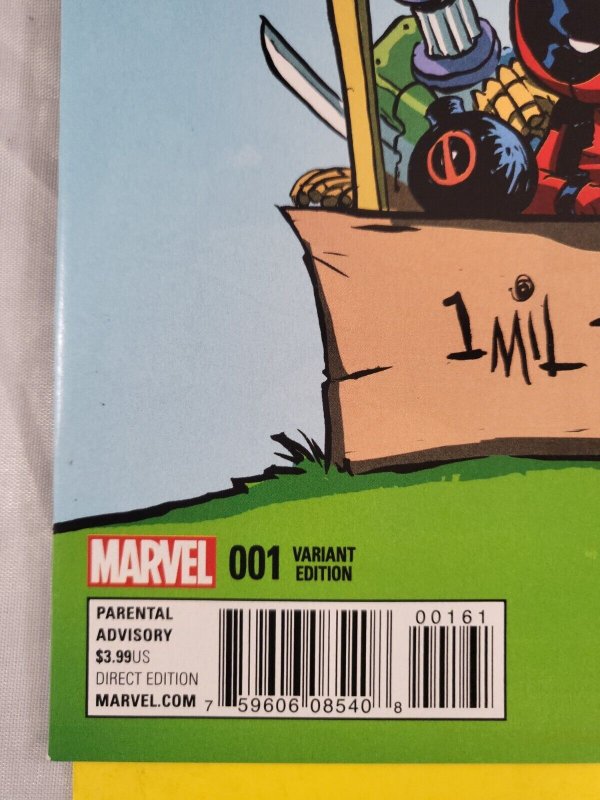 1 MiL
MARVEL 001 VARIANT EDITION
PARENTAL
ADVISORY
$3.99US
DIRECT EDITION
MARVEL.COM
00161
7 59606 08540 8